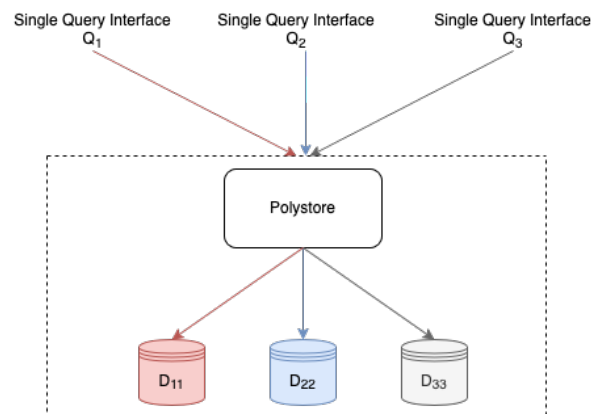 Single Query Interface
Q1
Single Query Interface
Q2
Single Query Interface
Q3
Polystore
D11
D22
D33